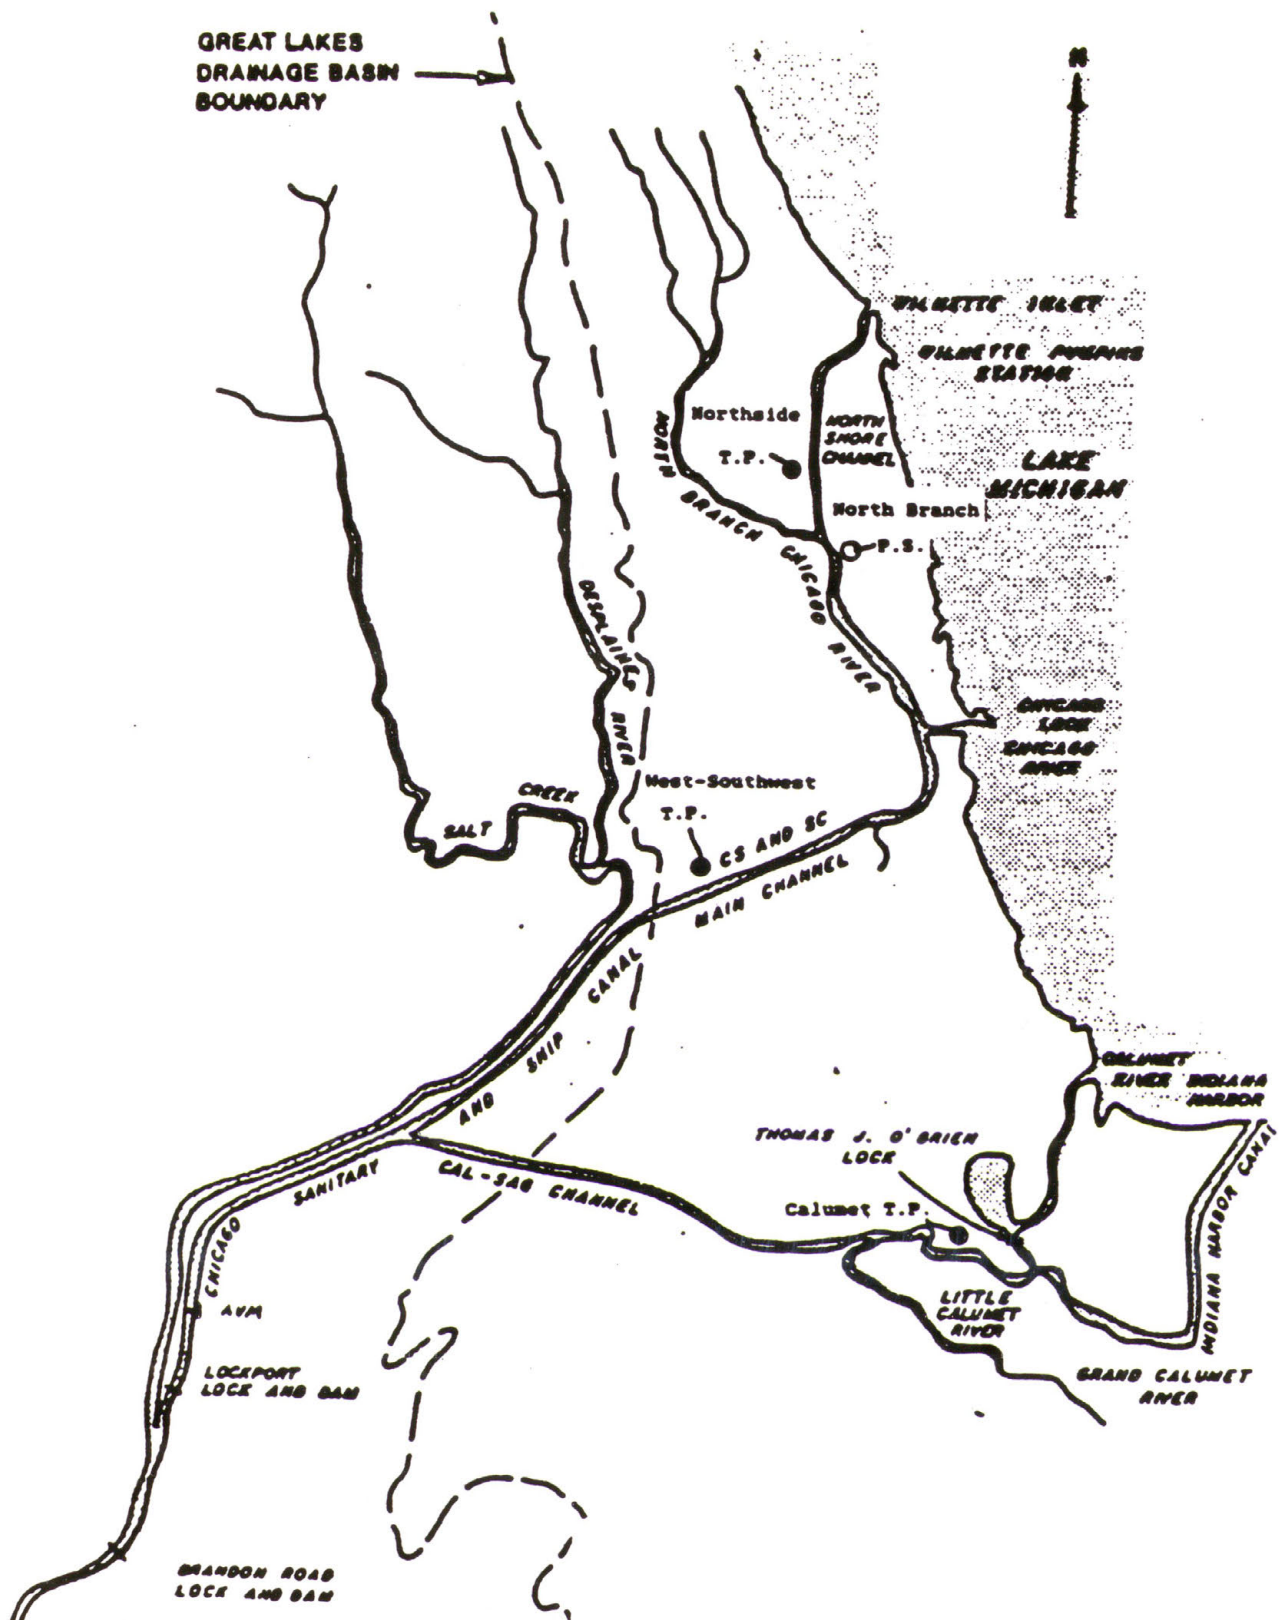 GREAT LAKES
DRAINAGE BASIN
BOUNDARY
N
WILMETTE INLET
WILMETTE PUMPING
STATION
Northside
T.P.
NORTH
SHORE
CHANNEL
LAKE
MICHIGAN
North Branch
P.S.
NORTH BRANCH CHICAGO RIVER
DESPLAINES RIVER
CHICAGO
LOCK
CHICAGO
RIVER
West-Southwest
T.P.
SALT CREEK
CS AND SC
MAIN CHANNEL
CHICAGO SANITARY AND SHIP CANAL
CALUMET
RIVER
INDIANA
HARBOR
THOMAS J. O'BRIEN
LOCK
CAL-SAG CHANNEL
Calumet T.P.
INDIANA HARBOR CANAL
LITTLE
CALUMET
RIVER
AVM
LOCKPORT
LOCK AND DAM
GRAND CALUMET
RIVER
BRANDON ROAD
LOCK AND DAM